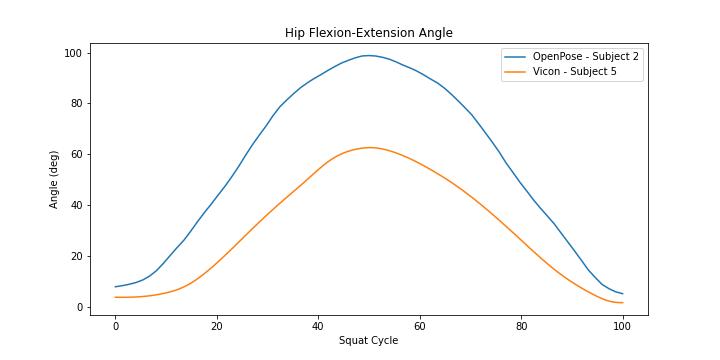 Hip Flexion-Extension Angle
OpenPose - Subject 2
Vicon - Subject 5
100
80
60
40
20
0
Angle (deg)
0 20 40 60 80 100
Squat Cycle